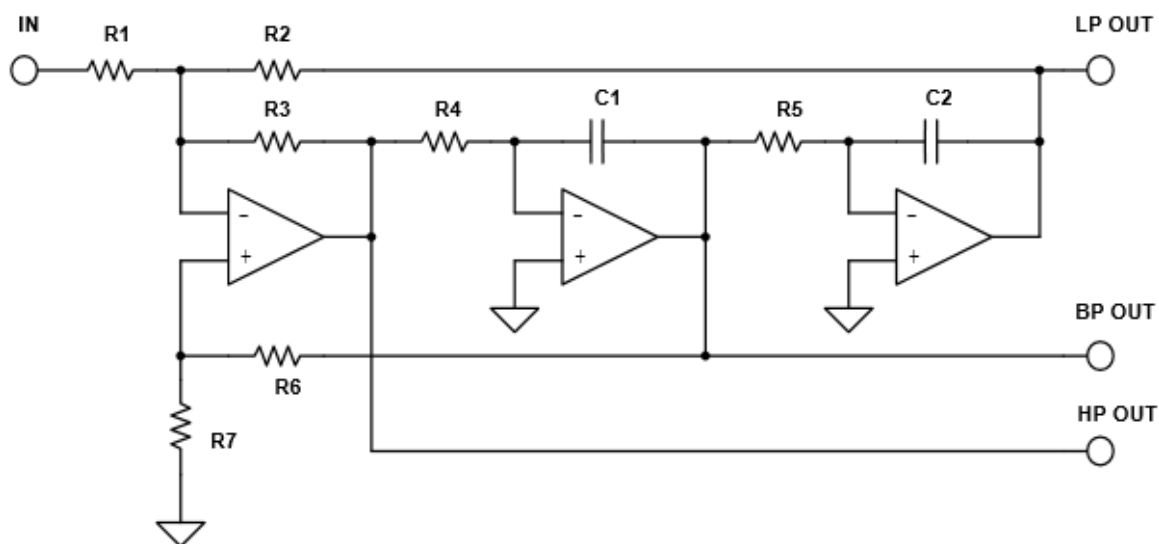 IN
R1
R2
LP OUT
R3
R4
C1
R5
C2
-
+
-
+
-
+
BP OUT
R6
HP OUT
R7